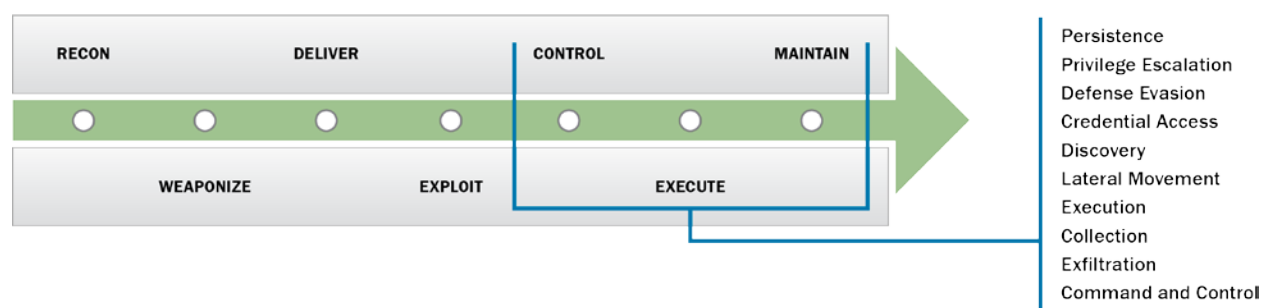 RECON
DELIVER
CONTROL
MAINTAIN
WEAPONIZE
EXPLOIT
EXECUTE
Persistence
Privilege Escalation
Defense Evasion
Credential Access
Discovery
Lateral Movement
Execution
Collection
Exfiltration
Command and Control